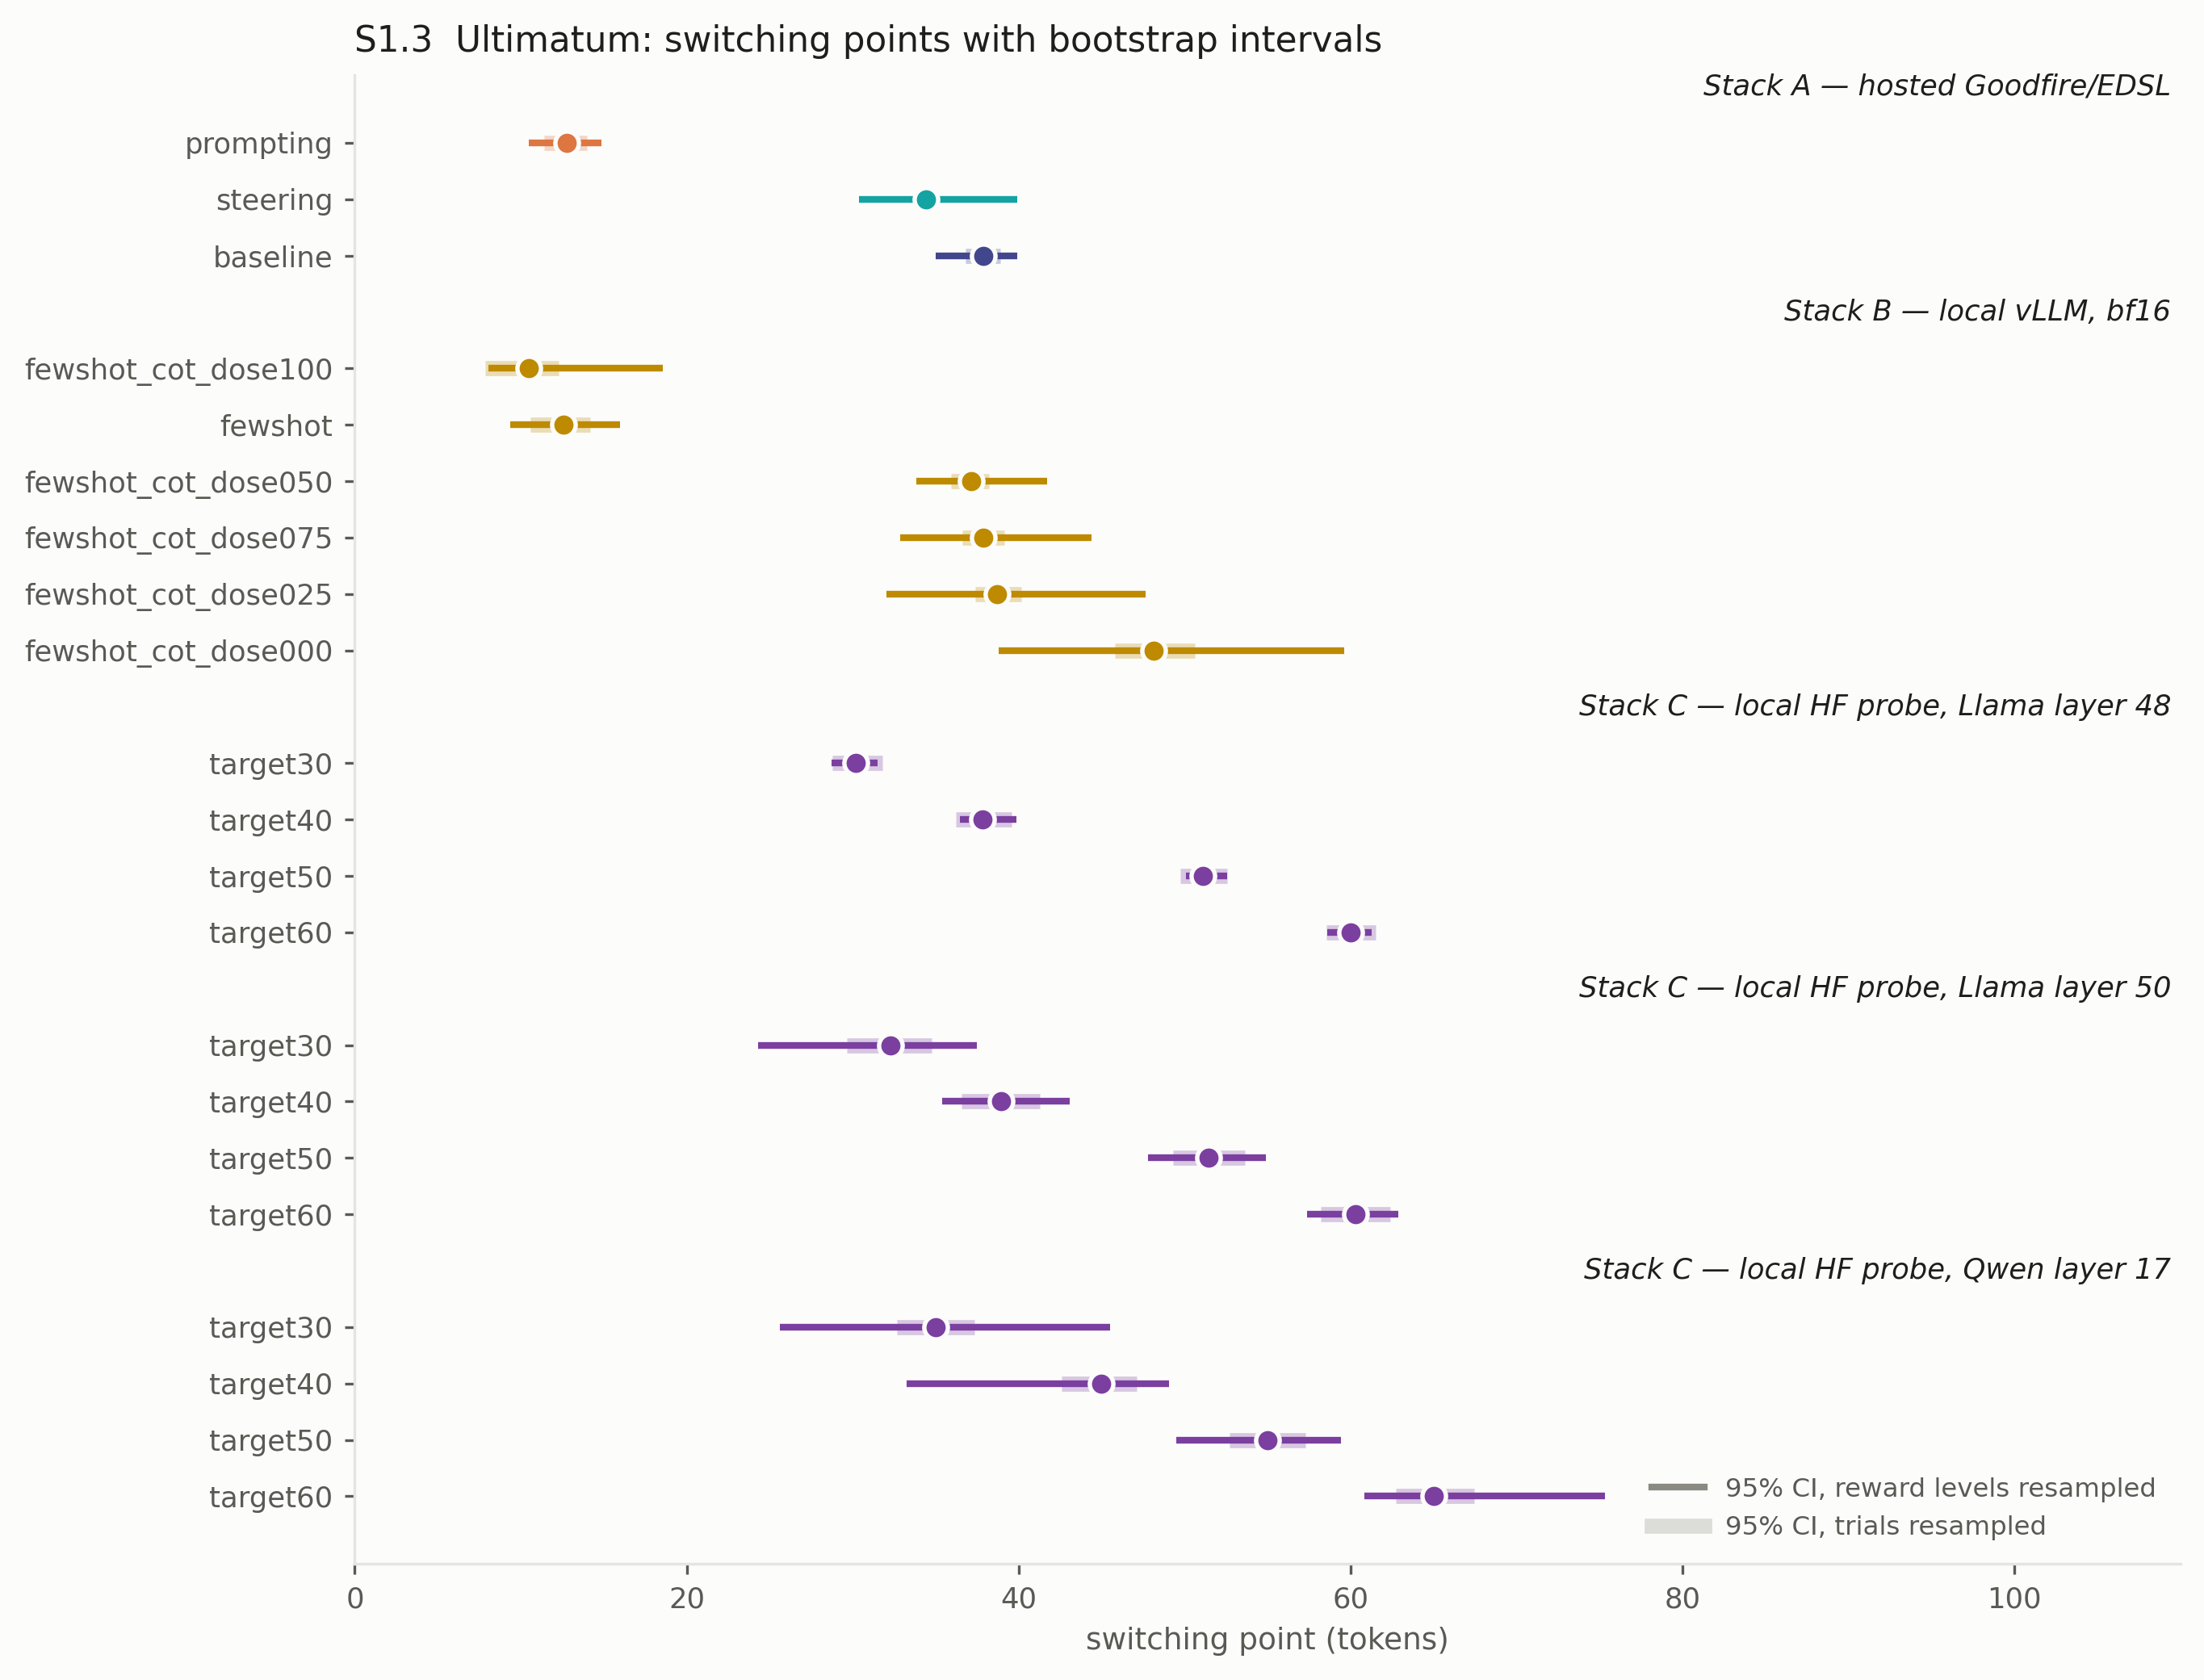 S1.3  Ultimatum: switching points with bootstrap intervals
Stack A — hosted Goodfire/EDSL
prompting
steering
baseline
Stack B — local vLLM, bf16
fewshot_cot_dose100
fewshot
fewshot_cot_dose050
fewshot_cot_dose075
fewshot_cot_dose025
fewshot_cot_dose000
Stack C — local HF probe, Llama layer 48
target30
target40
target50
target60
Stack C — local HF probe, Llama layer 50
target30
target40
target50
target60
Stack C — local HF probe, Qwen layer 17
target30
target40
target50
target60
95% CI, reward levels resampled
95% CI, trials resampled
0 20 40 60 80 100
switching point (tokens)